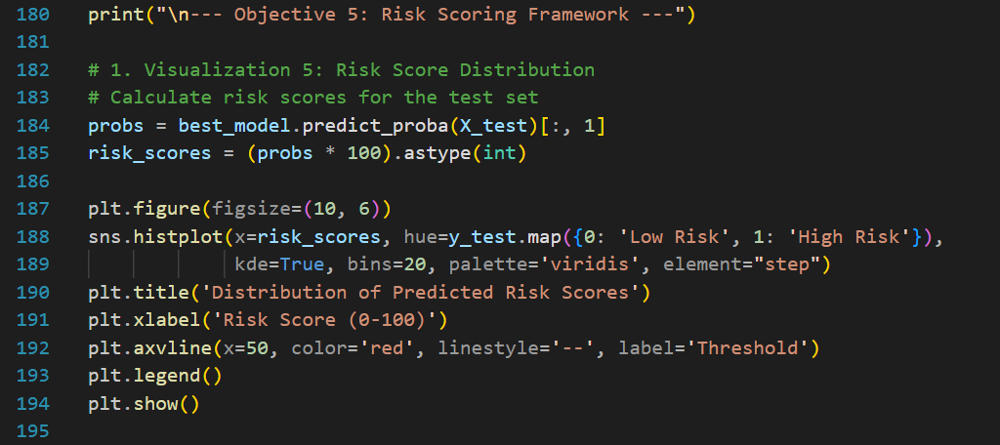 180 print("\n--- Objective 5: Risk Scoring Framework ---")
181
182 # 1. Visualization 5: Risk Score Distribution
183 # Calculate risk scores for the test set
184 probs = best_model.predict_proba(X_test)[:, 1]
185 risk_scores = (probs * 100).astype(int)
186
187 plt.figure(figsize=(10, 6))
188 sns.histplot(x=risk_scores, hue=y_test.map({0: 'Low Risk', 1: 'High Risk'}),
189              kde=True, bins=20, palette='viridis', element="step")
190 plt.title('Distribution of Predicted Risk Scores')
191 plt.xlabel('Risk Score (0-100)')
192 plt.axvline(x=50, color='red', linestyle='--', label='Threshold')
193 plt.legend()
194 plt.show()
195